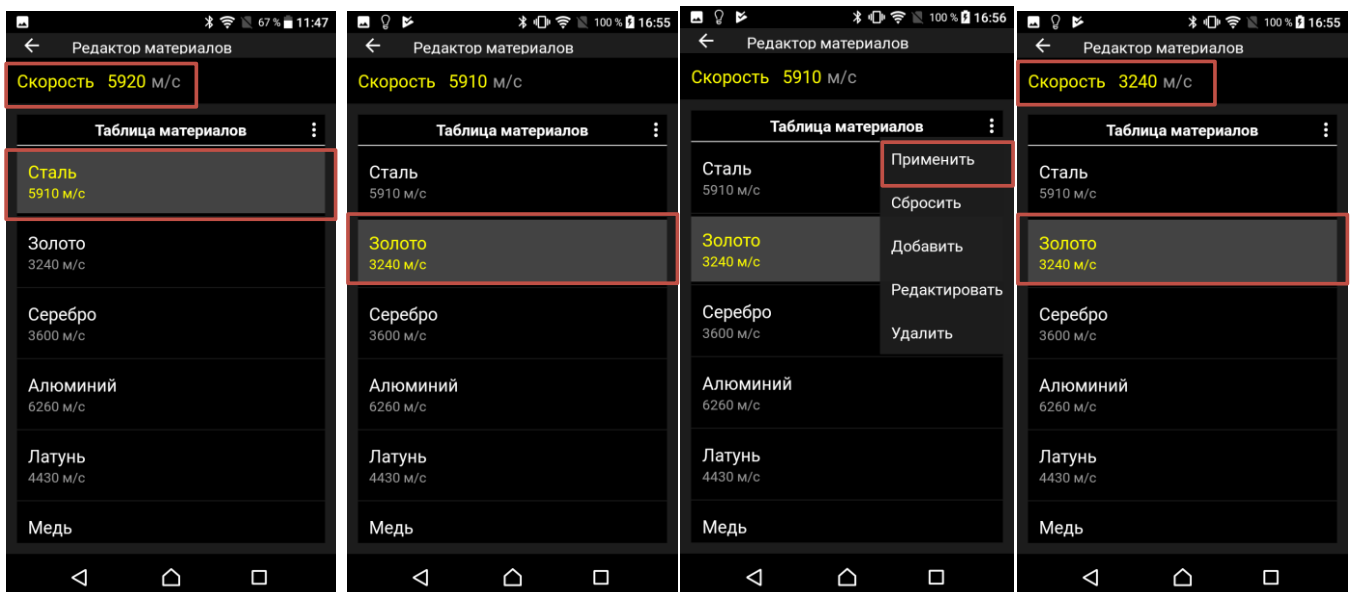 67 % 11:47
Редактор материалов
Скорость 5920 м/с
Таблица материалов
Сталь
5910 м/с
Золото
3240 м/с
Серебро
3600 м/с
Алюминий
6260 м/с
Латунь
4430 м/с
Медь
100 % 16:55
Редактор материалов
Скорость 5910 м/с
Таблица материалов
Сталь
5910 м/с
Золото
3240 м/с
Серебро
3600 м/с
Алюминий
6260 м/с
Латунь
4430 м/с
Медь
100 % 16:56
Редактор материалов
Скорость 5910 м/с
Таблица материалов
Применить
Сбросить
Добавить
Редактировать
Удалить
Сталь
5910 м/с
Золото
3240 м/с
Серебро
3600 м/с
Алюминий
6260 м/с
Латунь
4430 м/с
Медь
100 % 16:55
Редактор материалов
Скорость 3240 м/с
Таблица материалов
Сталь
5910 м/с
Золото
3240 м/с
Серебро
3600 м/с
Алюминий
6260 м/с
Латунь
4430 м/с
Медь